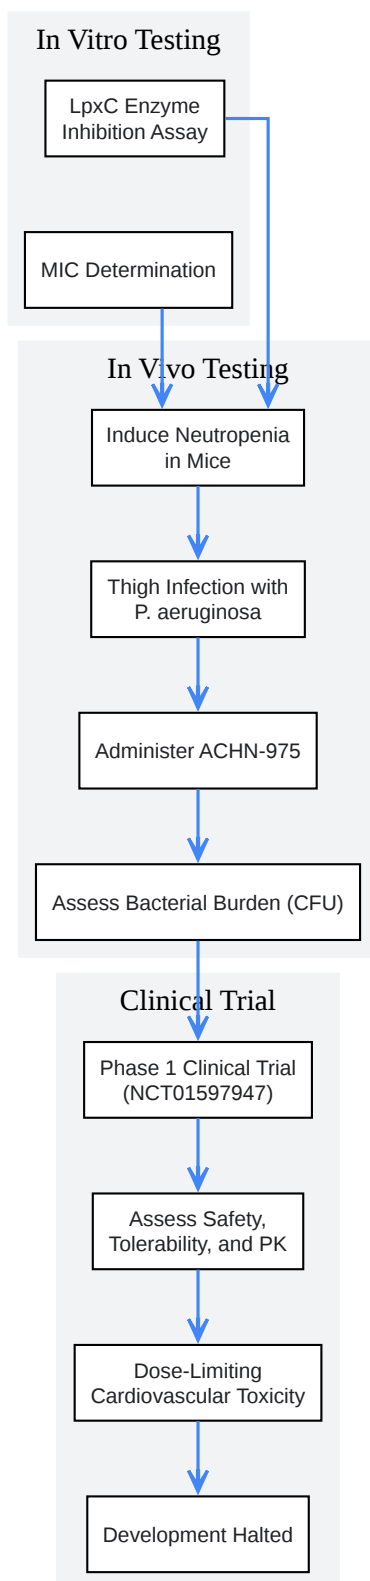 In Vitro Testing
LpxC Enzyme
Inhibition Assay
MIC Determination
In Vivo Testing
Induce Neutropenia
in Mice
Thigh Infection with
P. aeruginosa
Administer ACHN-975
Assess Bacterial Burden (CFU)
Clinical Trial
Phase 1 Clinical Trial
(NCT01597947)
Assess Safety,
Tolerability, and PK
Dose-Limiting
Cardiovascular Toxicity
Development Halted